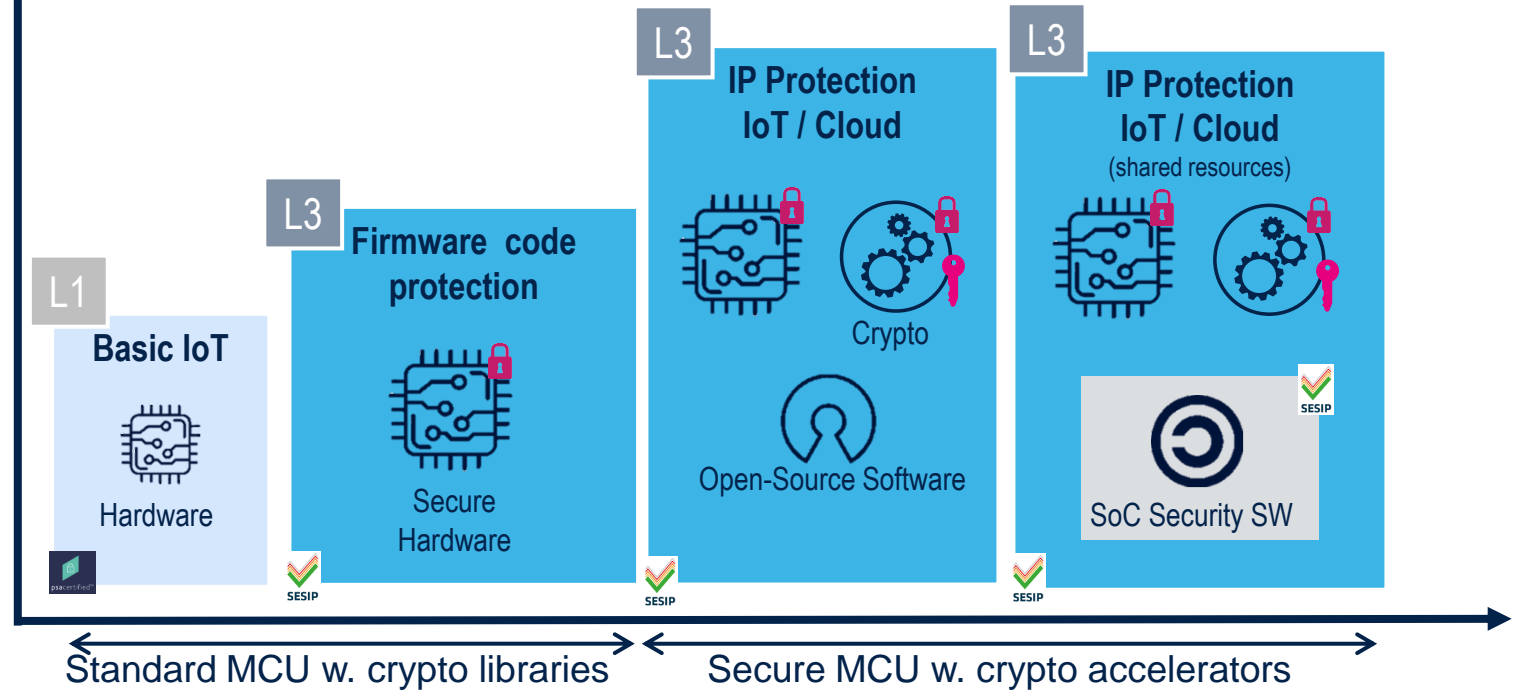 L1
Basic IoT
Hardware
psacertified™
L3
Firmware code
protection
Secure
Hardware
SESIP
L3
IP Protection
IoT / Cloud
Crypto
Open-Source Software
SESIP
L3
IP Protection
IoT / Cloud
(shared resources)
SESIP
SoC Security SW
SESIP
Standard MCU w. crypto libraries
Secure MCU w. crypto accelerators